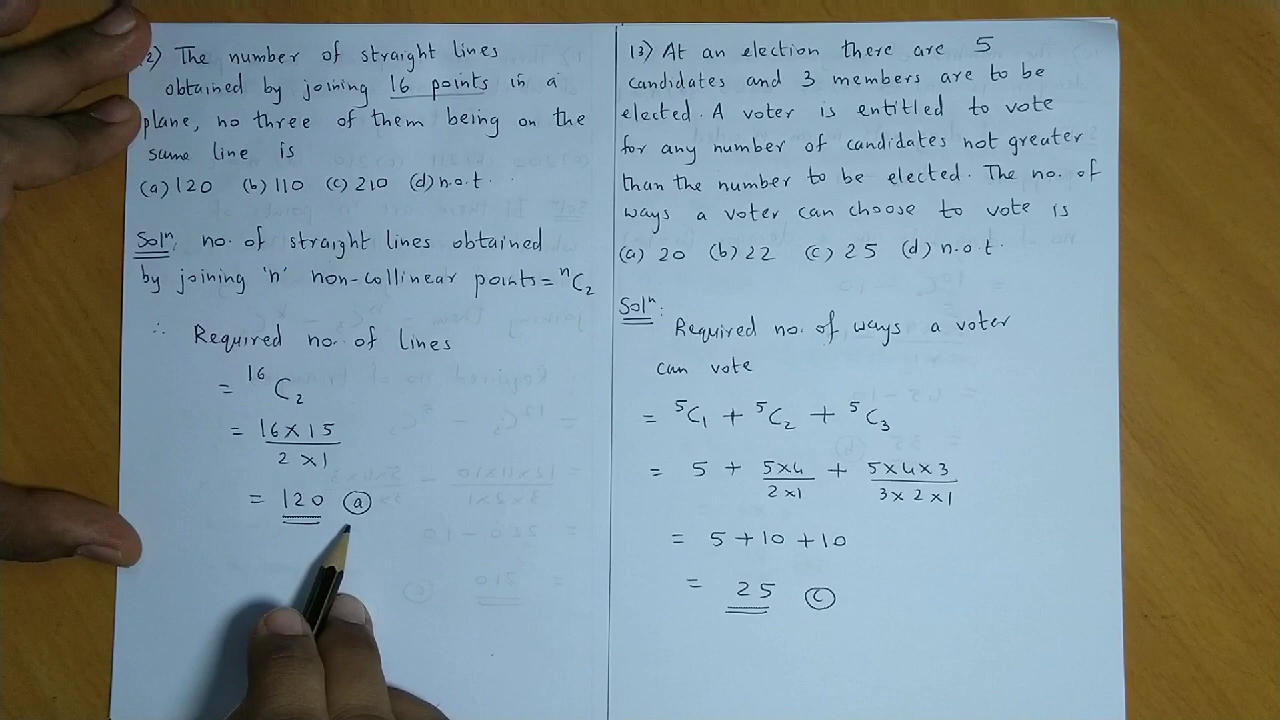 2) The number of straight lines
obtained by joining 16 points in a
plane, no three of them being on the
same line is
(a) 120 (b) 110 (c) 210 (d) n.o.t.
Solⁿ: no. of straight lines obtained
by joining 'n' non-collinear points = ⁿC₂
∴ Required no. of lines
= ¹⁶C₂
= 16×15
2×1
= 120 (a)
13) At an election there are 5
candidates and 3 members are to be
elected. A voter is entitled to vote
for any number of candidates not greater
than the number to be elected. The no. of
ways a voter can choose to vote is
(a) 20 (b) 22 (c) 25 (d) n.o.t.
Solⁿ:
Required no. of ways a voter
can vote
= ⁵C₁ + ⁵C₂ + ⁵C₃
= 5 + 5×4 + 5×4×3
2×1 3×2×1
= 5+10+10
= 25 (c)